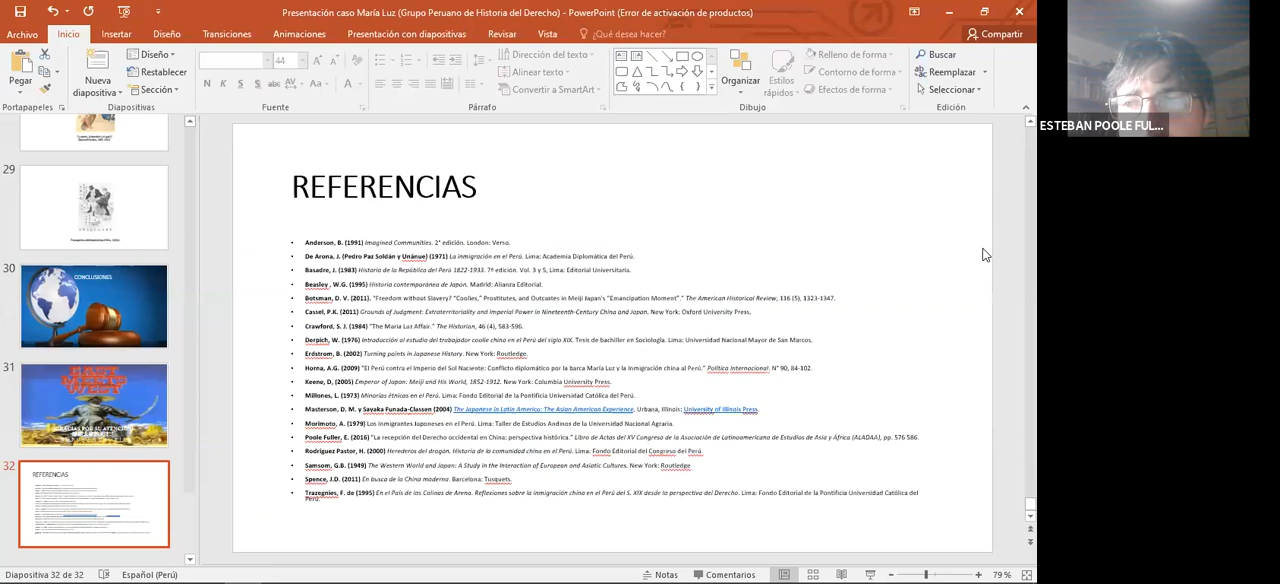 Presentación caso María Luz (Grupo Peruano de Historia del Derecho) - PowerPoint (Error de activación de productos)
Archivo Inicio Insertar Diseño Transiciones Animaciones Presentación con diapositivas Revisar Vista ¿Qué desea hacer? Compartir
Pegar
Nueva diapositiva
Diseño
Restablecer
Sección
44
N K S S abc AV Aa A
Dirección del texto
Alinear texto
Convertir a SmartArt
Organizar
Estilos rápidos
Relleno de forma
Contorno de forma
Efectos de forma
Buscar
Reemplazar
Seleccionar
Portapapeles Diapositivas Fuente Párrafo Dibujo Edición
ESTEBAN POOLE FUL...
29
30
CONCLUSIONES
31
EAST MEETS WEST
GRACIAS POR SU ATENCIÓN
32
REFERENCIAS
REFERENCIAS
• Anderson, B. (1991) Imagined Communities. 2° edición. London: Verso.
• De Arona, J. (Pedro Paz Soldán y Unánue) (1971) La inmigración en el Perú. Lima: Academia Diplomática del Perú.
• Basadre, J. (1983) Historia de la República del Perú 1822-1933. 7ª edición. Vol. 3 y 5, Lima: Editorial Universitaria.
• Beasley, W.G. (1995) Historia contemporánea de Japón. Madrid: Alianza Editorial.
• Botsman, D. V. (2011). "Freedom without Slavery? "Coolies," Prostitutes, and Outcastes in Meiji Japan's "Emancipation Moment"." The American Historical Review, 116 (5), 1323-1347.
• Cassel, P.K. (2011) Grounds of Judgment: Extraterritoriality and Imperial Power in Nineteenth-Century China and Japan. New York: Oxford University Press.
• Crawford, S. J. (1984) "The Maria Luz Affair." The Historian, 46 (4), 583-596.
• Derpich, W. (1976) Introducción al estudio del trabajador coolie chino en el Perú del siglo XIX. Tesis de bachiller en Sociología. Lima: Universidad Nacional Mayor de San Marcos.
• Erdstrom, B. (2002) Turning points in Japanese History. New York: Routledge.
• Horna, A.G. (2009) "El Perú contra el Imperio del Sol Naciente: Conflicto diplomático por la barca María Luz y la Inmigración china al Perú." Política Internacional. N° 90, 84-102.
• Keene, D, (2005) Emperor of Japan: Meiji and His World, 1852-1912. New York: Columbia University Press.
• Millones, L. (1973) Minorías étnicas en el Perú. Lima: Fondo Editorial de la Pontificia Universidad Católica del Perú.
• Masterson, D. M. y Sayaka Funada-Classen (2004) The Japanese in Latin America: The Asian American Experience. Urbana, Illinois: University of Illinois Press.
• Morimoto, A. (1979) Los Inmigrantes Japoneses en el Perú. Lima: Taller de Estudios Andinos de la Universidad Nacional Agraria.
• Poole Fuller, E. (2016) "La recepción del Derecho occidental en China: perspectiva histórica." Libro de Actas del XV Congreso de la Asociación de Latinoamericana de Estudios de Asia y África (ALADAA), pp. 576 586.
• Rodríguez Pastor, H. (2000) Herederos del dragón. Historia de la comunidad china en el Perú. Lima: Fondo Editorial del Congreso del Perú.
• Samsom, G.B. (1949) The Western World and Japan: A Study in the Interaction of European and Asiatic Cultures. New York: Routledge
• Spence, J.D. (2011) En busca de la China moderna. Barcelona: Tusquets.
• Trazegnies, F. de (1995) En el País de las Colinas de Arena. Reflexiones sobre la inmigración china en el Perú del S. XIX desde la perspectiva del Derecho. Lima: Fondo Editorial de la Pontificia Universidad Católica del
Perú.
Diapositiva 32 de 32 Español (Perú) Notas Comentarios 79 %